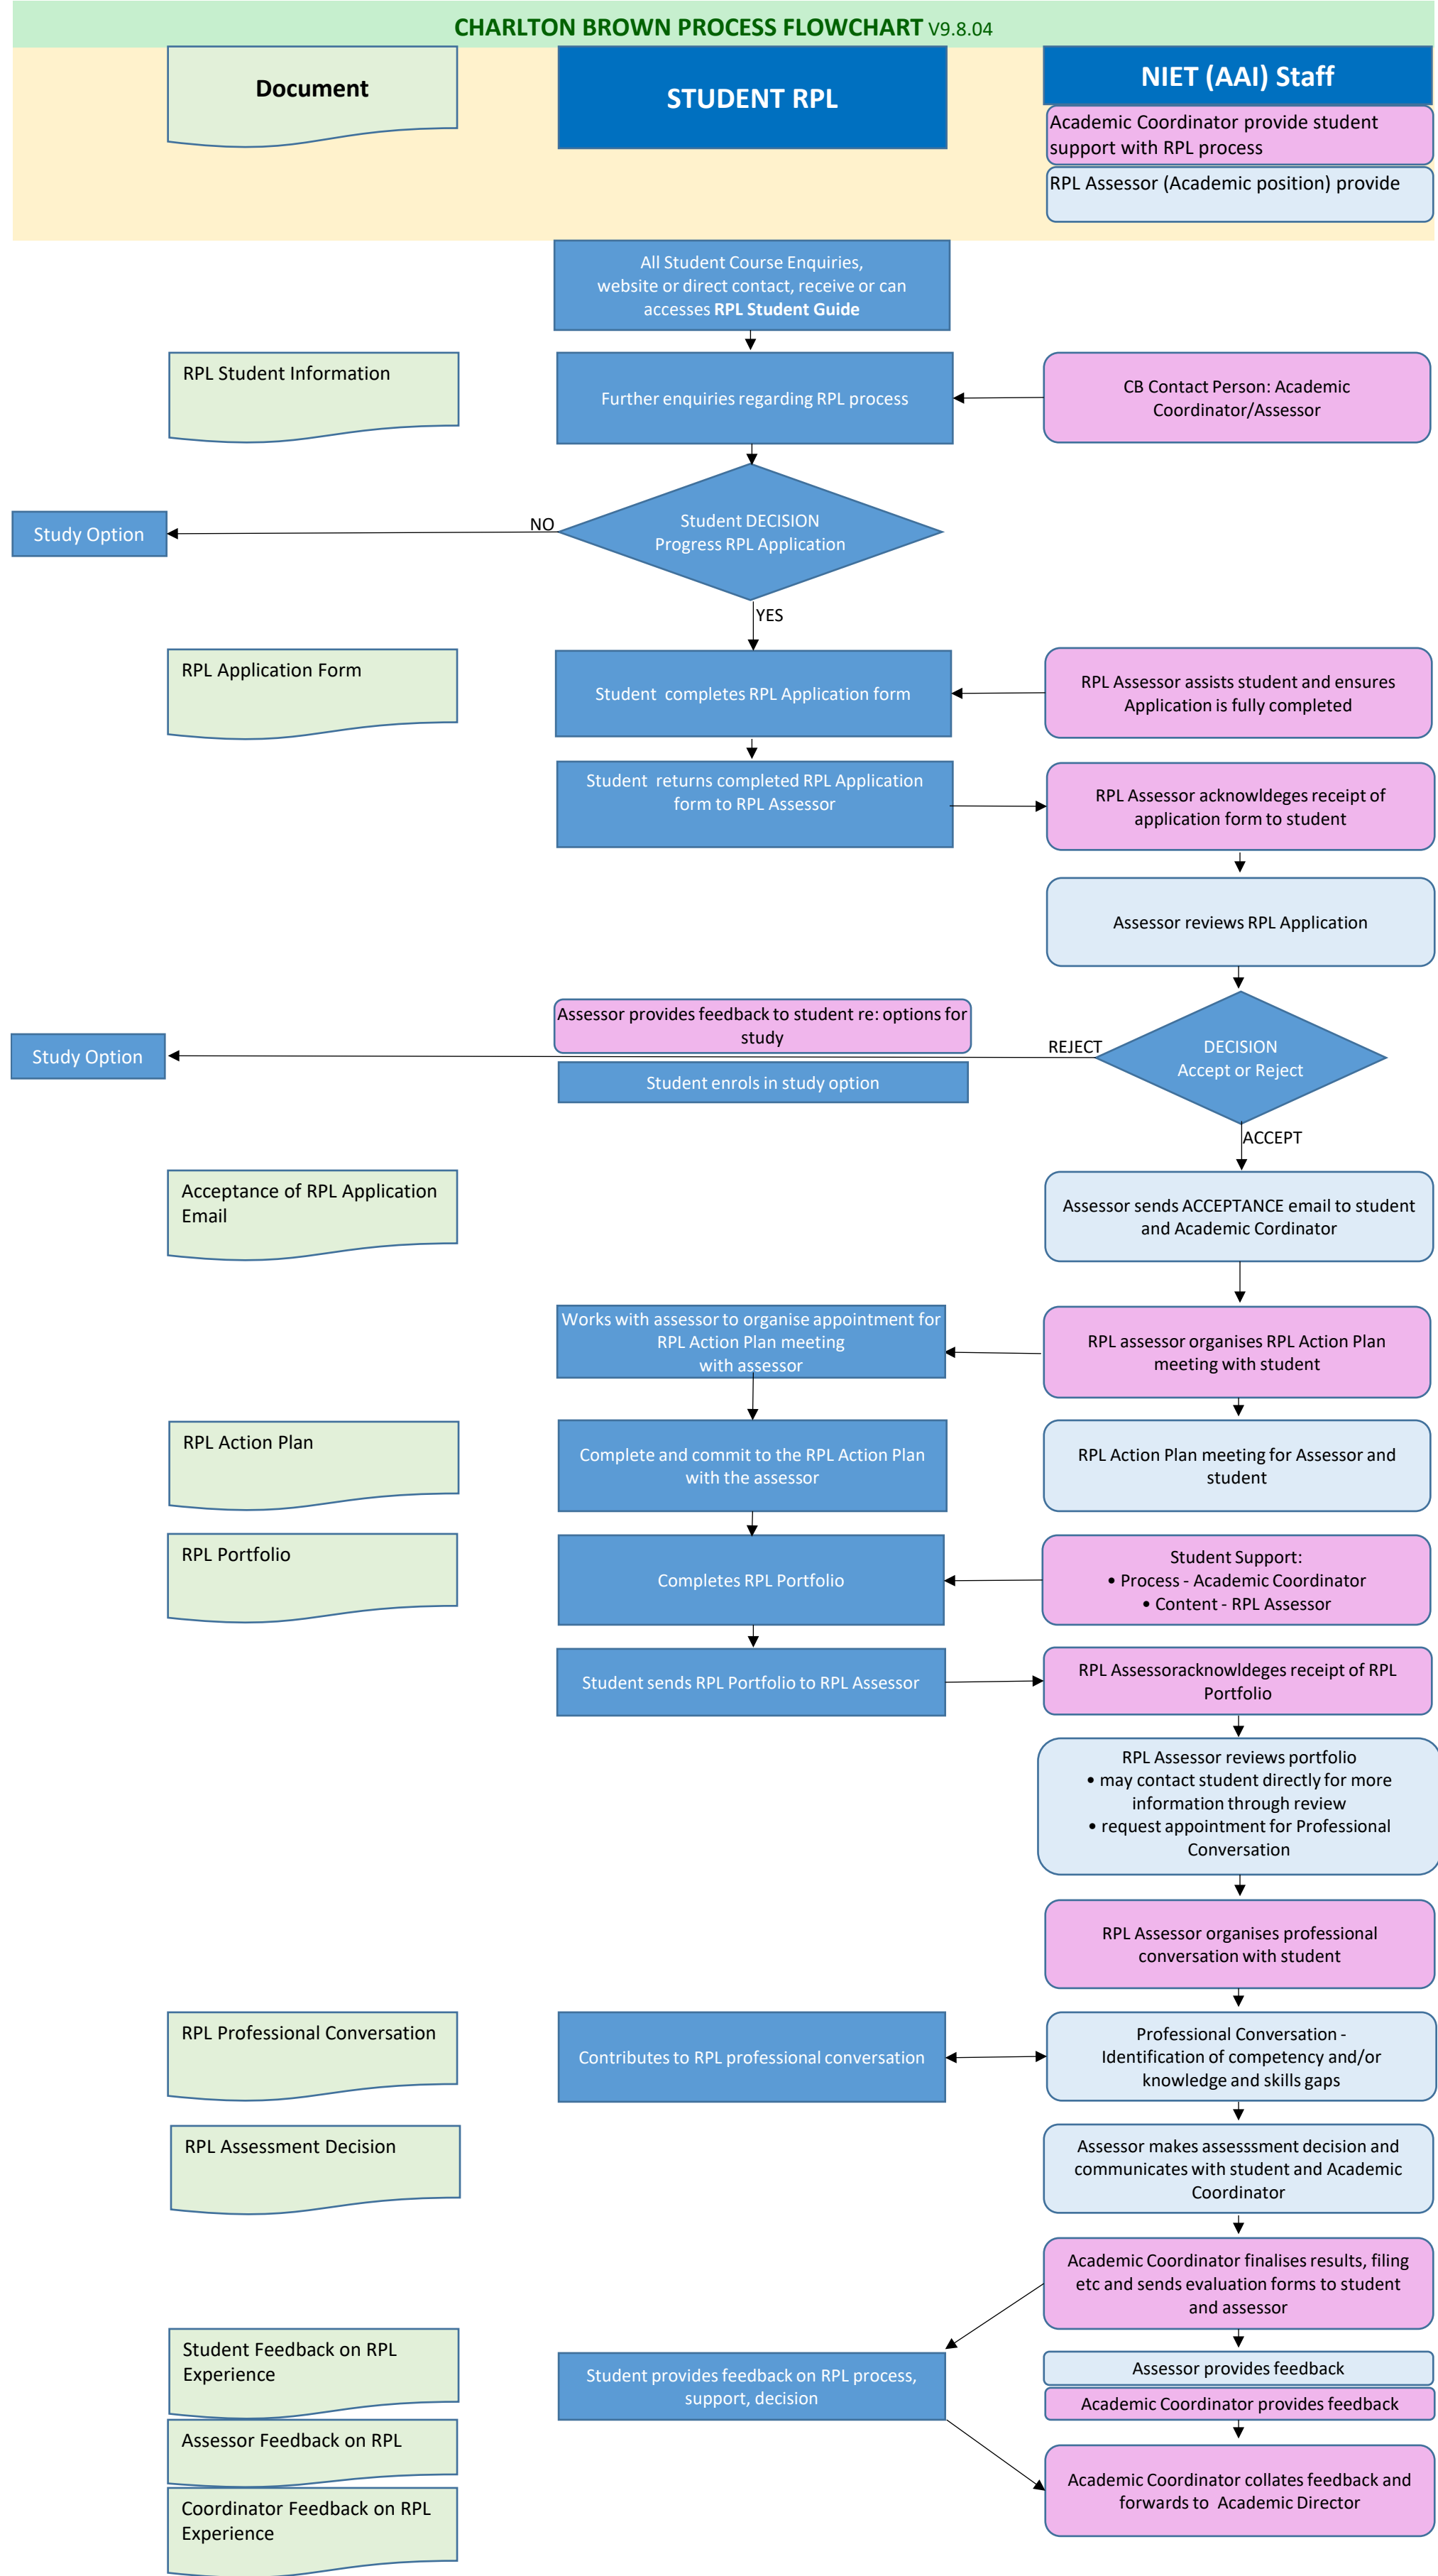 CHARLTON BROWN PROCESS FLOWCHART V9.8.04
Document
STUDENT RPL
NIET (AAI) Staff
Academic Coordinator provide student
support with RPL process
RPL Assessor (Academic position) provide
All Student Course Enquiries,
website or direct contact, receive or can
accesses RPL Student Guide
RPL Student Information
Further enquiries regarding RPL process
CB Contact Person: Academic
Coordinator/Assessor
Study Option
NO
Student DECISION
Progress RPL Application
YES
RPL Application Form
Student completes RPL Application form
RPL Assessor assists student and ensures
Application is fully completed
Student returns completed RPL Application
form to RPL Assessor
RPL Assessor acknowldeges receipt of
application form to student
Assessor reviews RPL Application
Assessor provides feedback to student re: options for
study
Study Option
REJECT
DECISION
Accept or Reject
Student enrols in study option
ACCEPT
Acceptance of RPL Application
Email
Assessor sends ACCEPTANCE email to student
and Academic Cordinator
Works with assessor to organise appointment for
RPL Action Plan meeting
with assessor
RPL assessor organises RPL Action Plan
meeting with student
RPL Action Plan
Complete and commit to the RPL Action Plan
with the assessor
RPL Action Plan meeting for Assessor and
student
RPL Portfolio
Completes RPL Portfolio
Student Support:
• Process - Academic Coordinator
• Content - RPL Assessor
Student sends RPL Portfolio to RPL Assessor
RPL Assessoracknowldeges receipt of RPL
Portfolio
RPL Assessor reviews portfolio
• may contact student directly for more
information through review
• request appointment for Professional
Conversation
RPL Assessor organises professional
conversation with student
RPL Professional Conversation
Contributes to RPL professional conversation
Professional Conversation -
Identification of competency and/or
knowledge and skills gaps
RPL Assessment Decision
Assessor makes assesssment decision and
communicates with student and Academic
Coordinator
Academic Coordinator finalises results, filing
etc and sends evaluation forms to student
and assessor
Student Feedback on RPL
Experience
Student provides feedback on RPL process,
support, decision
Assessor provides feedback
Academic Coordinator provides feedback
Assessor Feedback on RPL
Academic Coordinator collates feedback and
forwards to Academic Director
Coordinator Feedback on RPL
Experience